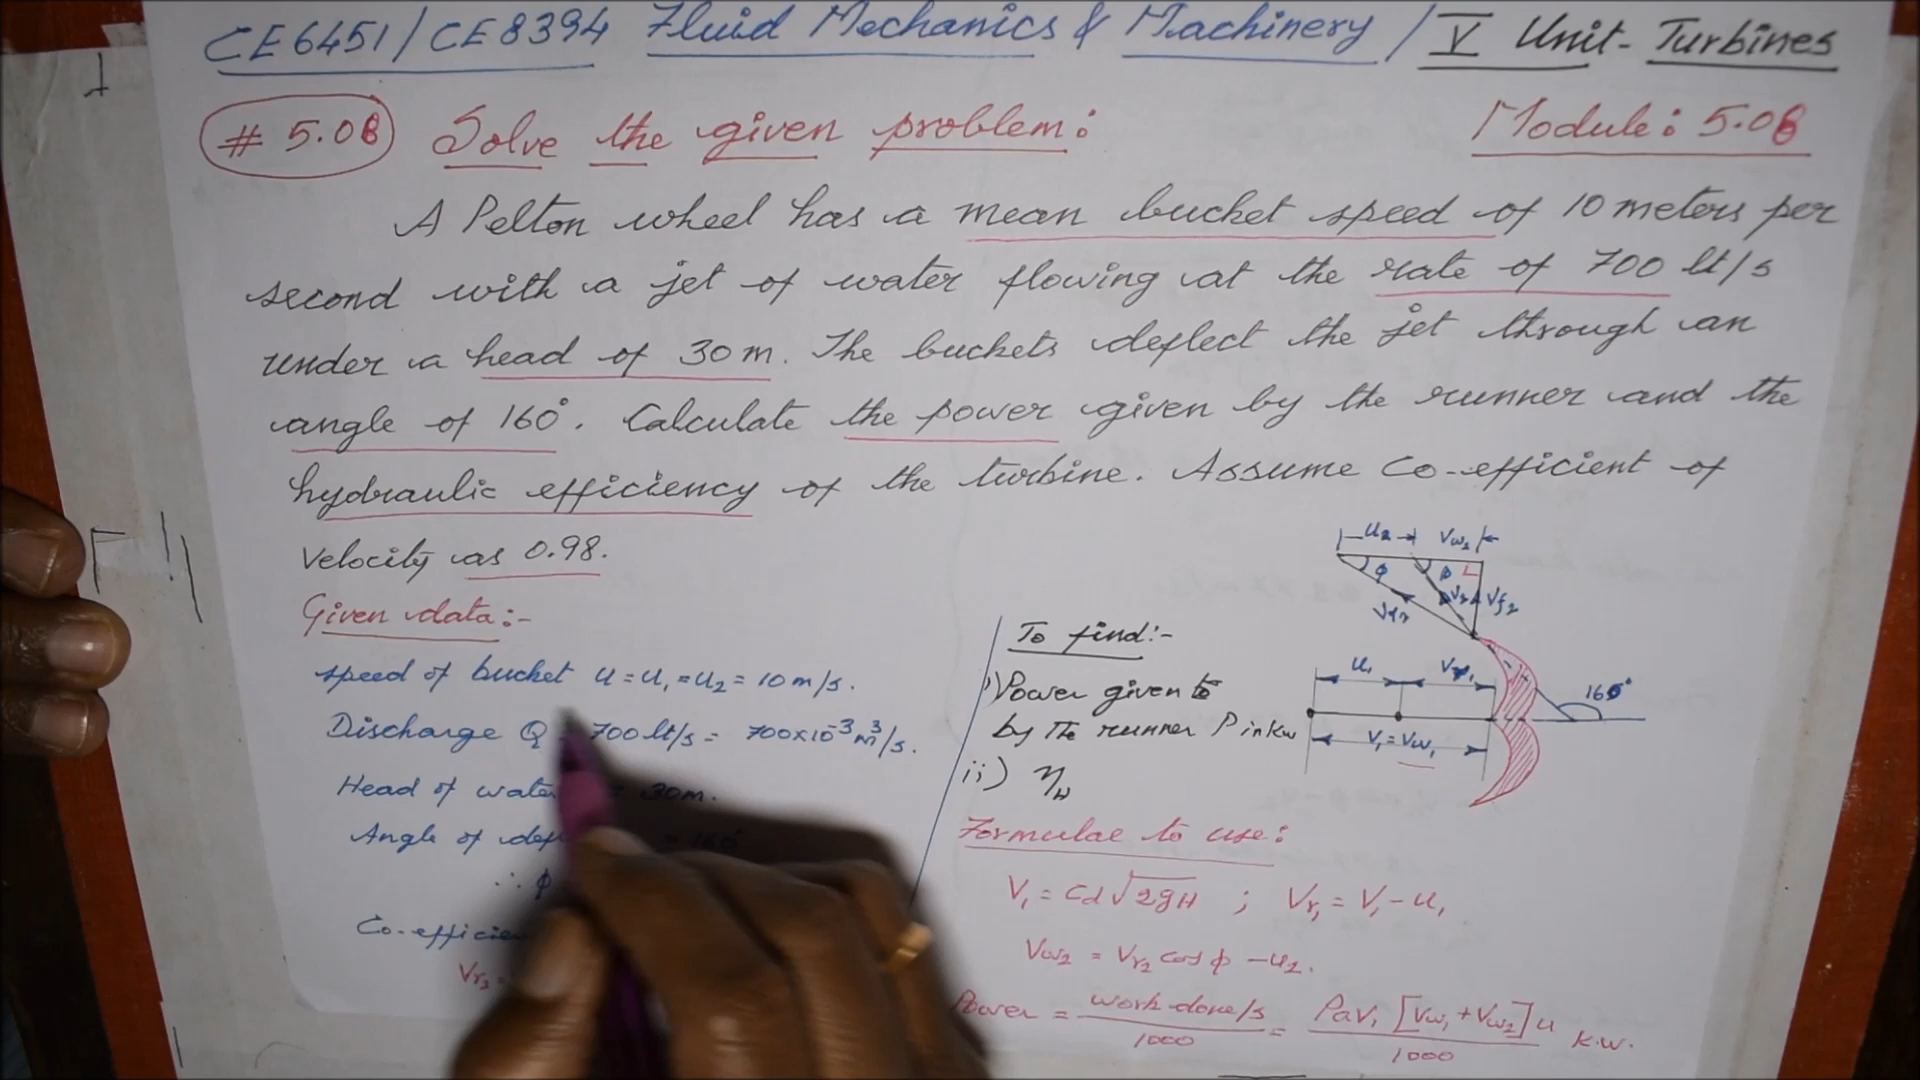 CE6451/CE8394 Fluid Mechanics & Machinery / V Unit - Turbines
# 5.08 Solve the given problem: Module: 5.08
A Pelton wheel has a mean bucket speed of 10 meters per
second with a jet of water flowing at the rate of 700 lt/s
under a head of 30m. The buckets deflect the jet through an
angle of 160°. Calculate the power given by the runner and the
hydraulic efficiency of the turbine. Assume Co-efficient of
Velocity as 0.98.
Given data:-
Speed of bucket u = u₁ = u₂ = 10 m/s.
Discharge Q 700 lt/s = 700x10⁻³ m³/s.
Head of 30m.
Angle of = 160°
∴ φ
To find:-
i) Power given to
by the runner P in kw
ii) ηH
u₂ Vw₂
φ β
Vr₂ V₂ Vf₂
u₁ Vr₁
160°
V₁ = Vw₁
Formulae to use:
V₁ = Cd √2gH ; Vr₁ = V₁ - u₁
Vw₂ = Vr₂ cos φ - u₂.
Power = work done/s / 1000 = ρaV₁ [Vw₁ + Vw₂] u / 1000 K.W.